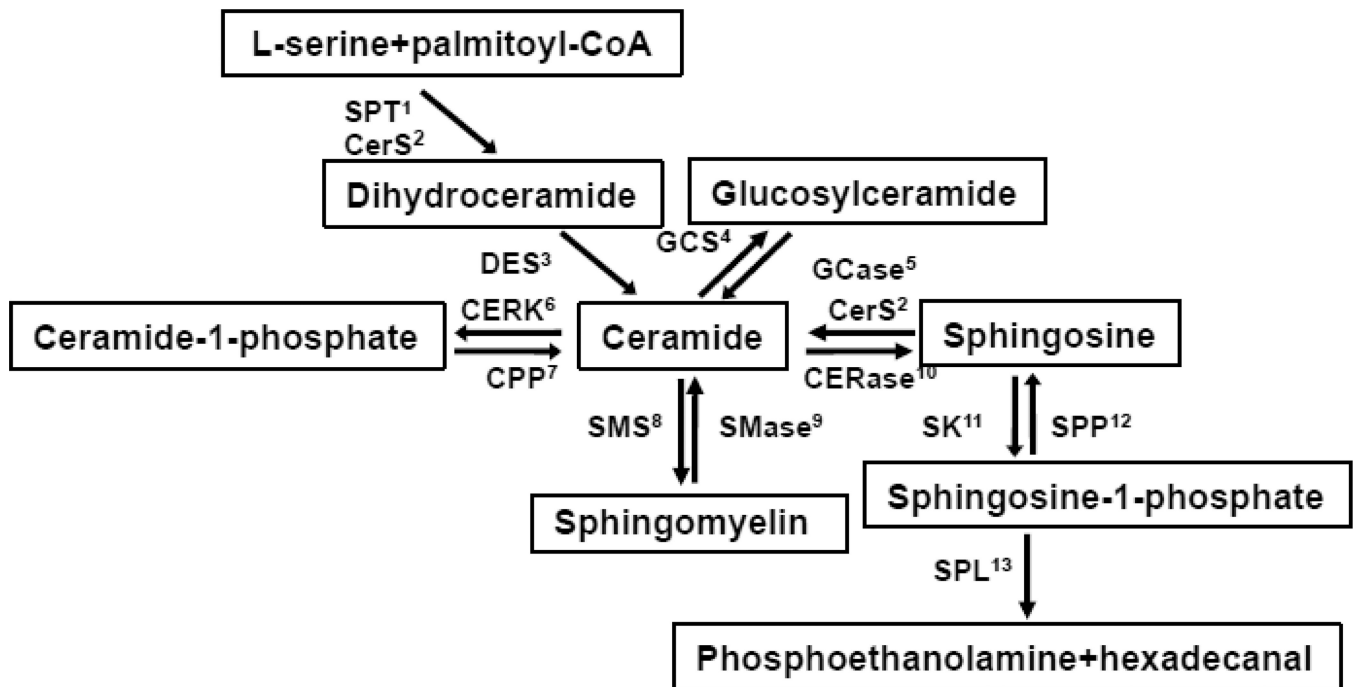 L-serine+palmitoyl-CoA
SPT¹
CerS²
Dihydroceramide
Glucosylceramide
GCS⁴
DES³
GCase⁵
CERK⁶
CerS²
Ceramide-1-phosphate
Ceramide
Sphingosine
CPP⁷
CERase¹⁰
SMS⁸
SMase⁹
SK¹¹
SPP¹²
Sphingosine-1-phosphate
Sphingomyelin
SPL¹³
Phosphoethanolamine+hexadecanal